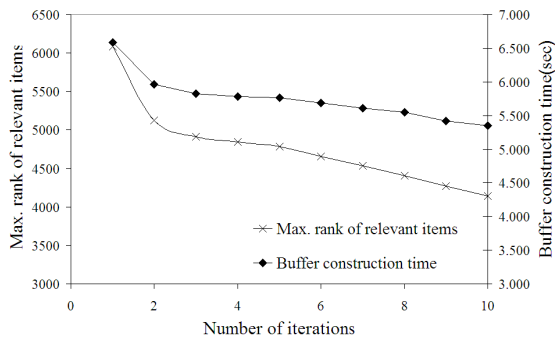 6500
6000
5500
5000
4500
4000
3500
3000
Max. rank of relevant items
7.000
6.500
6.000
5.500
5.000
4.500
4.000
3.500
3.000
Buffer construction time(sec)
Max. rank of relevant items
Buffer construction time
0 2 4 6 8 10
Number of iterations